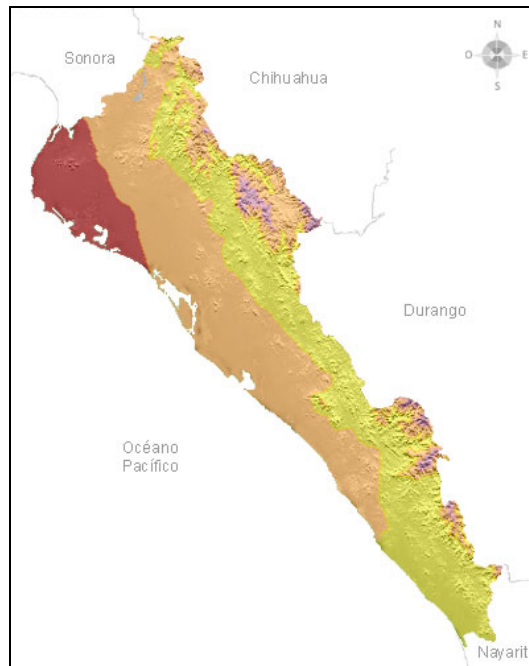 N
Sonora
O
E
Chihuahua
S
Durango
Océano
Pacífico
Nayarit